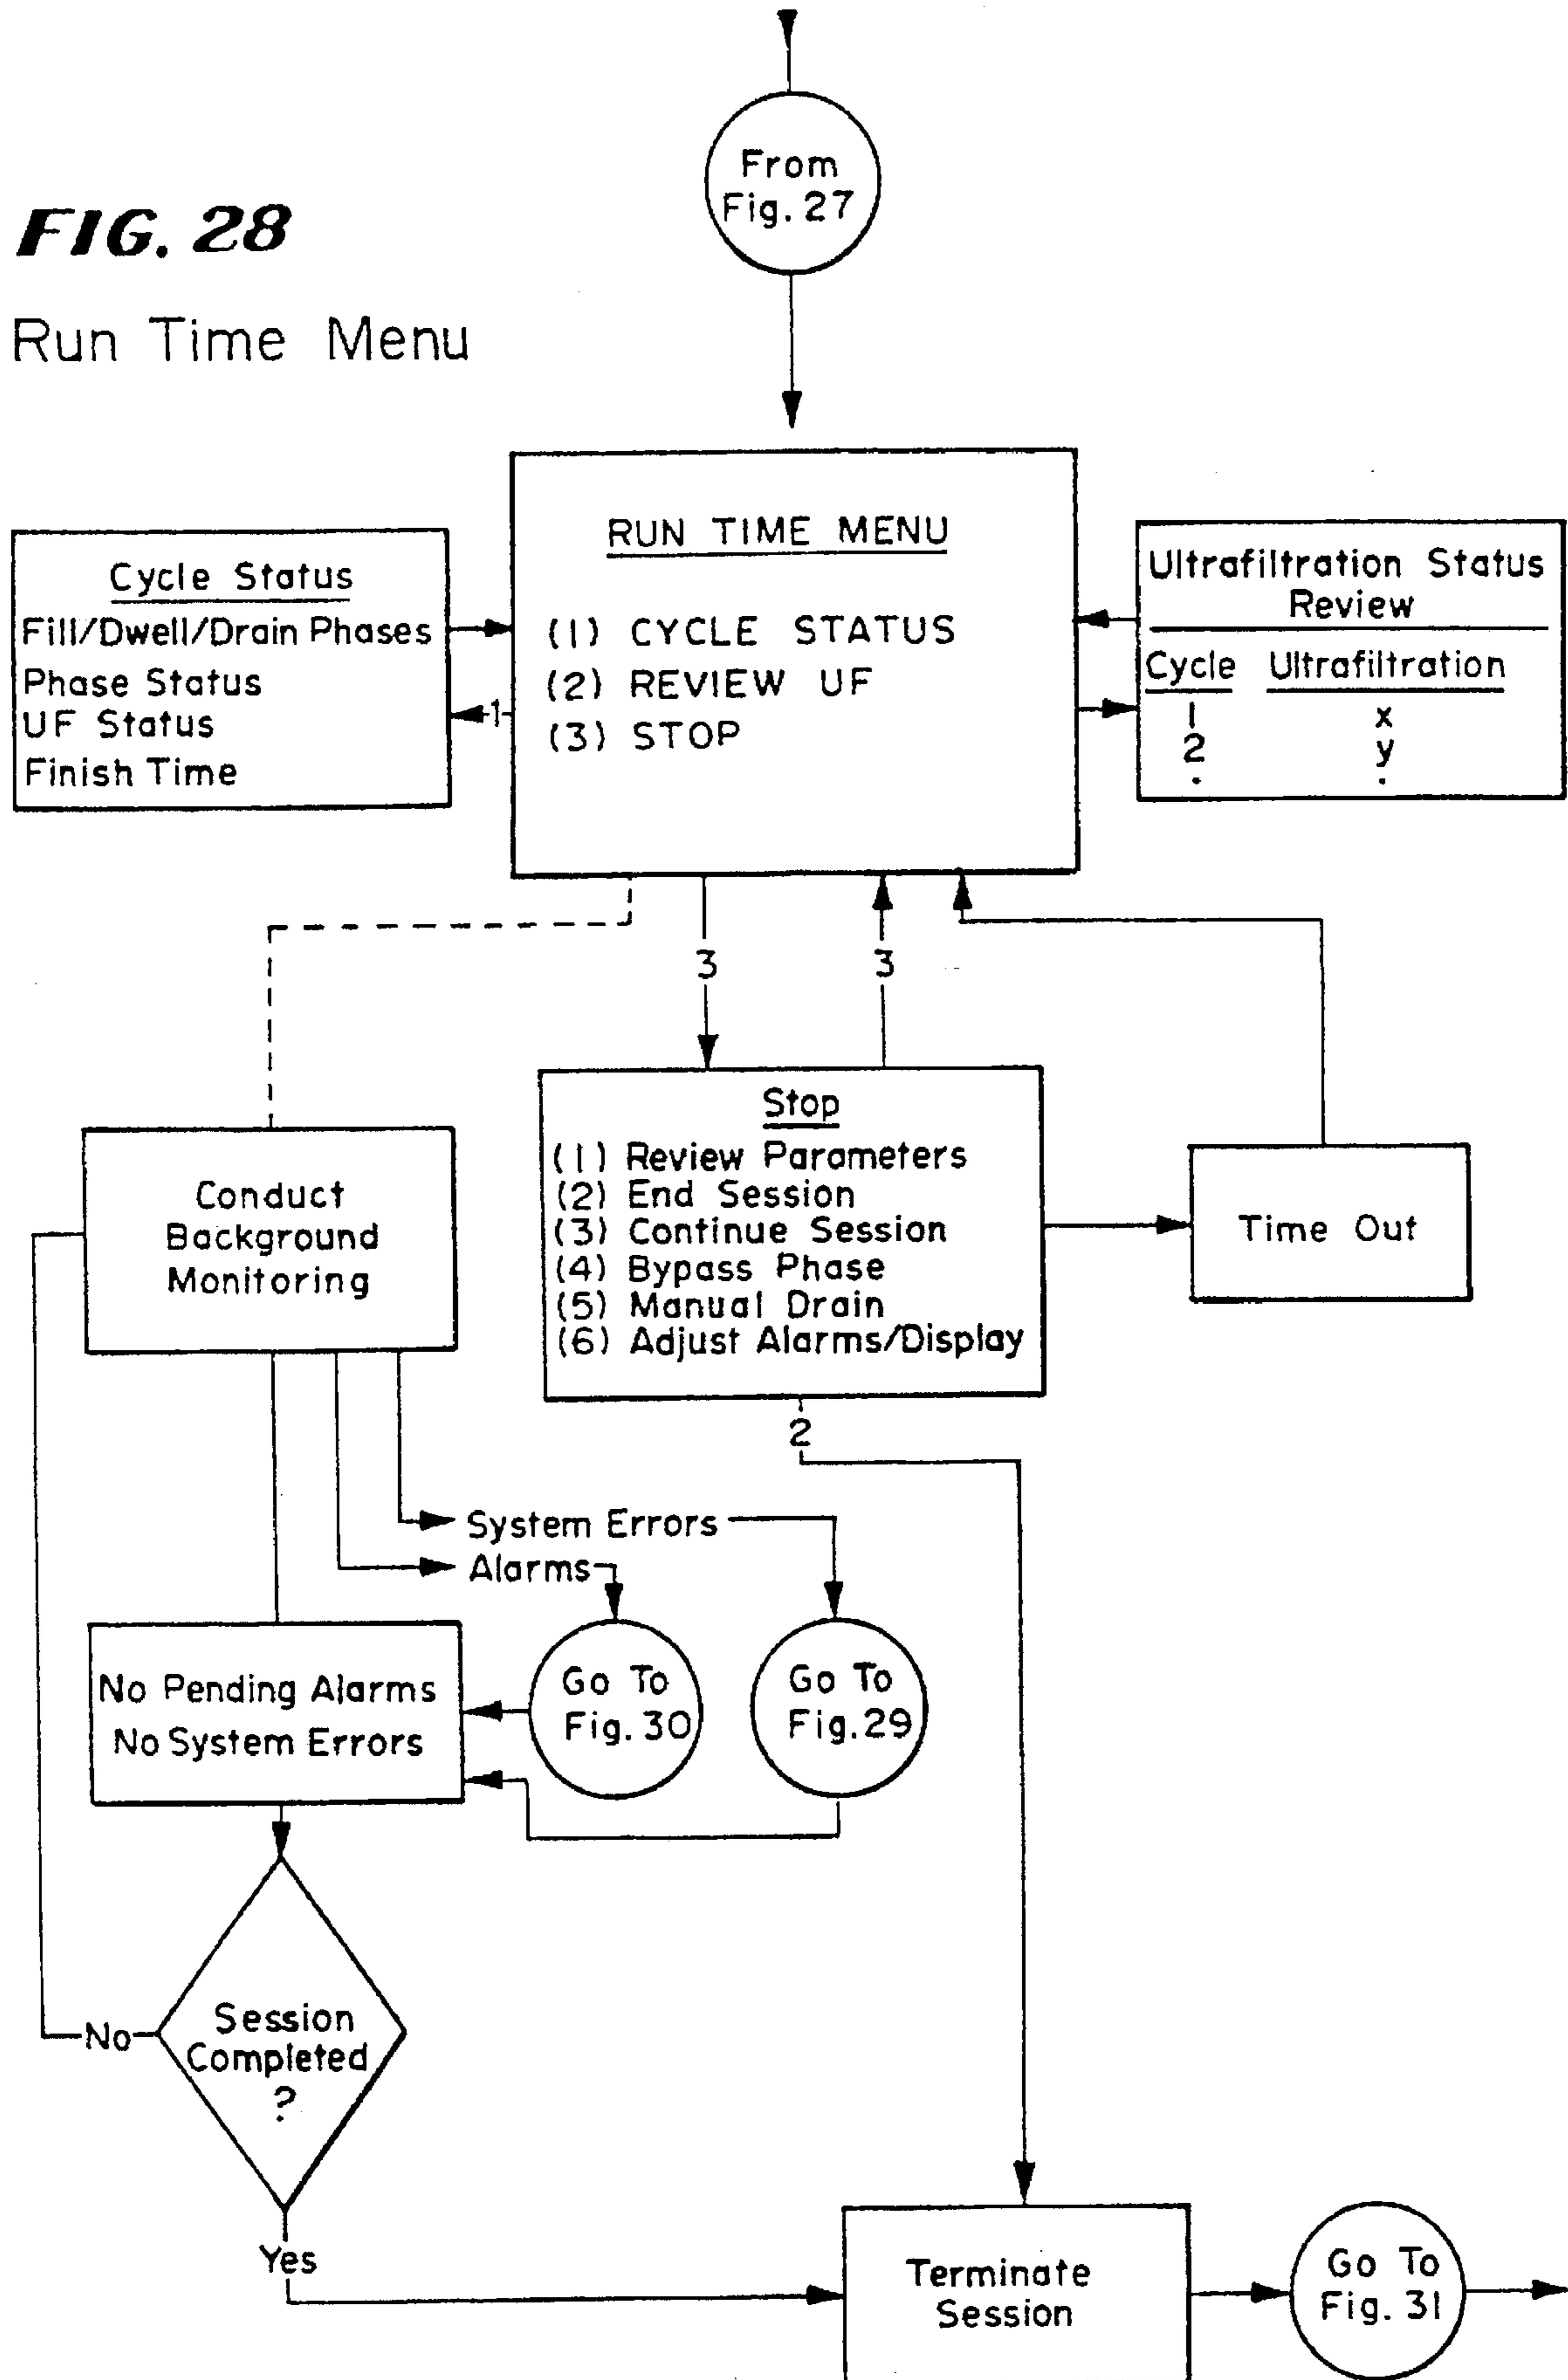 From
Fig. 27
FIG. 28
Run Time Menu
RUN TIME MENU
(1) CYCLE STATUS
(2) REVIEW UF
(3) STOP
Cycle Status
Fill/Dwell/Drain Phases
Phase Status
UF Status
Finish Time
1
Ultrafiltration Status
Review
Cycle Ultrafiltration
1 x
2 y
. .
3
3
Stop
(1) Review Parameters
(2) End Session
(3) Continue Session
(4) Bypass Phase
(5) Manual Drain
(6) Adjust Alarms/Display
Time Out
Conduct
Background
Monitoring
2
System Errors
Alarms
No Pending Alarms
No System Errors
Go To
Fig. 30
Go To
Fig. 29
Session
Completed
?
No
Yes
Terminate
Session
Go To
Fig. 31